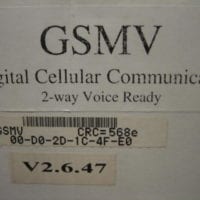 GSMV
igital Cellular Communica
2-way Voice Ready
GSMV CRC=568e
00-D0-2D-1C-4F-E0
V2.6.47